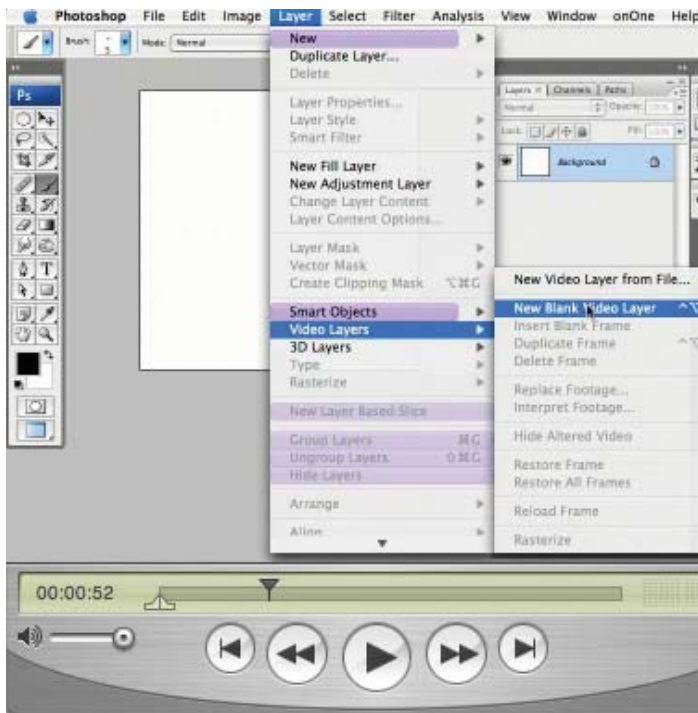 Photoshop File Edit Image Layer Select Filter Analysis View Window onOne Help
Brush: 5 Mode: Normal
Ps
New
Duplicate Layer...
Delete
Layer Properties...
Layer Style
Smart Filter
New Fill Layer
New Adjustment Layer
Change Layer Content
Layer Content Options...
Layer Mask
Vector Mask
Create Clipping Mask ⌥⌘G
Smart Objects
Video Layers
3D Layers
Type
Rasterize
New Layer Based Slice
Group Layers ⌘G
Ungroup Layers ⇧⌘G
Hide Layers
Arrange
Align
Layers × Channels Paths
Normal Opacity:
Lock: Fill:
Background
New Video Layer from File...
New Blank Video Layer ^⌥
Insert Blank Frame
Duplicate Frame ^⌥
Delete Frame
Replace Footage...
Interpret Footage...
Hide Altered Video
Restore Frame
Restore All Frames
Reload Frame
Rasterize
00:00:52